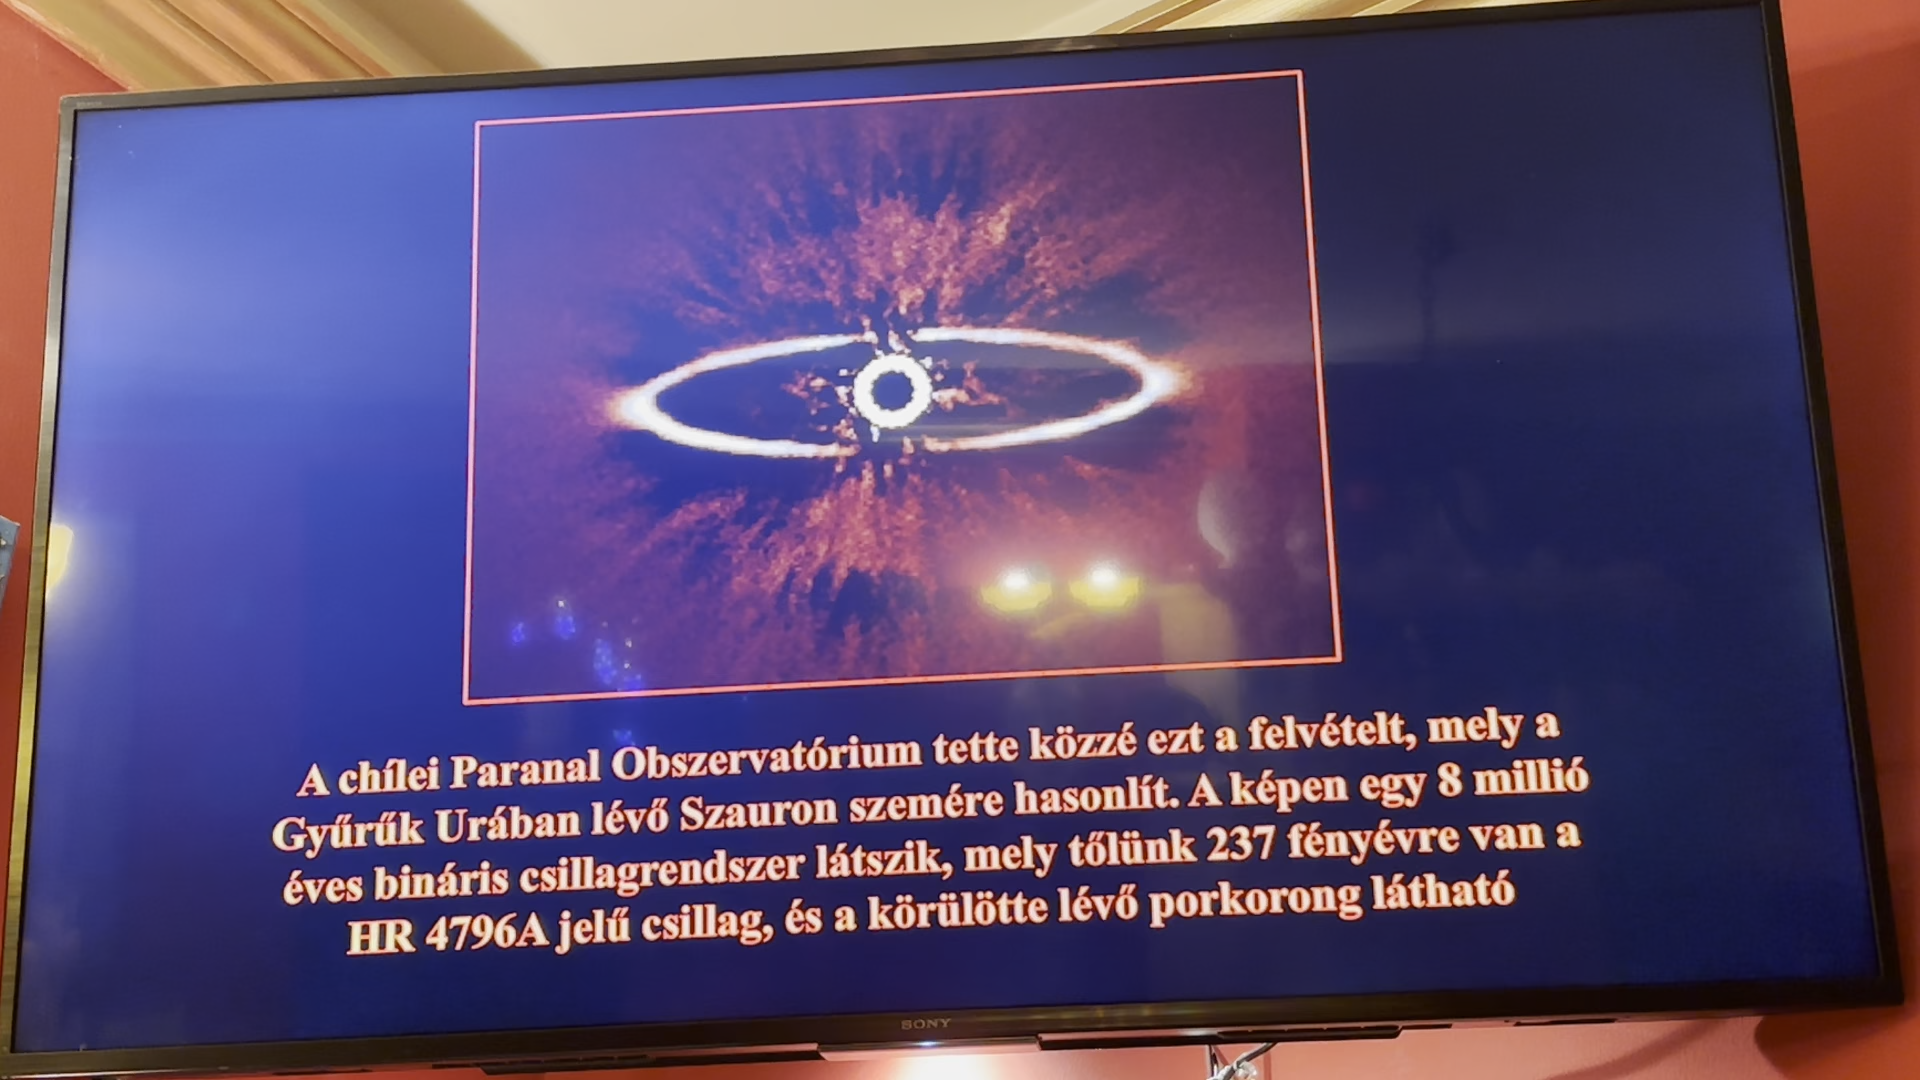 A chílei Paranal Obszervatórium tette közzé ezt a felvételt, mely a
Gyűrűk Urában lévő Szauron szemére hasonlít. A képen egy 8 millió
éves bináris csillagrendszer látszik, mely tőlünk 237 fényévre van a
HR 4796A jelű csillag, és a körülötte lévő porkorong látható
SONY